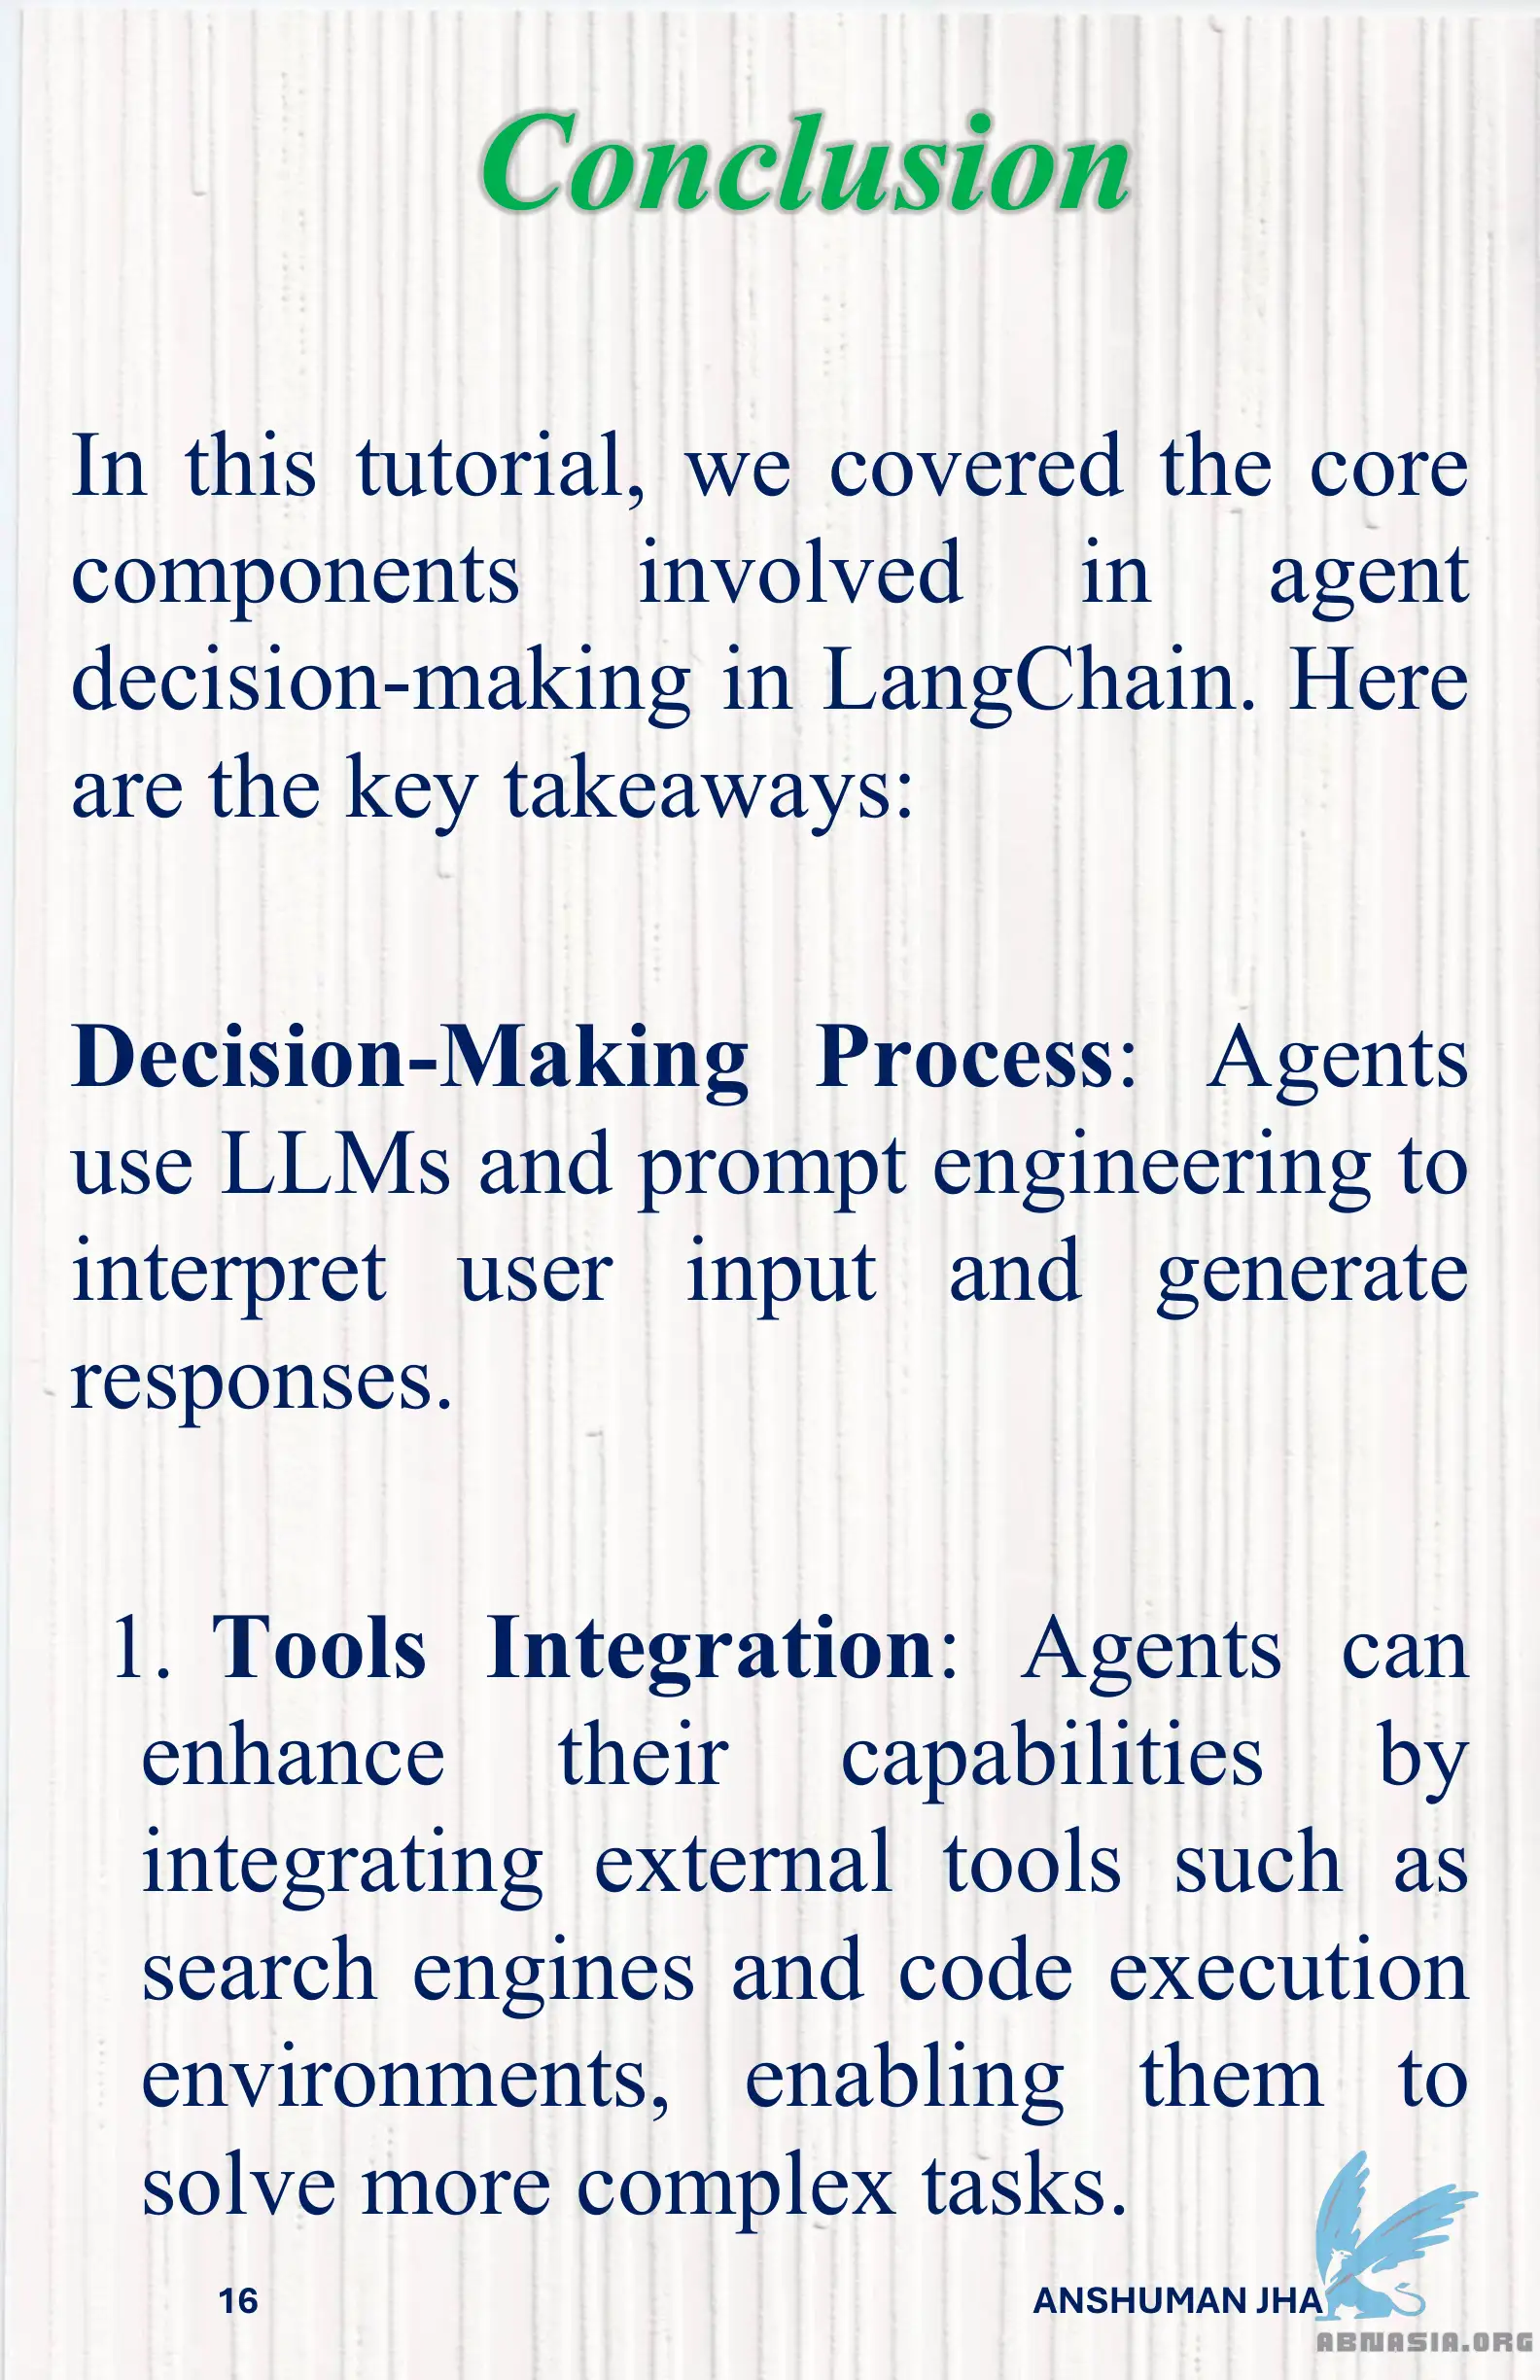 Conclusion
In this tutorial, we covered the core
components involved in agent
decision-making in LangChain. Here
are the key takeaways:
Decision-Making Process: Agents
use LLMs and prompt engineering to
interpret user input and generate
responses.
1. Tools Integration: Agents can
enhance their capabilities by
integrating external tools such as
search engines and code execution
environments, enabling them to
solve more complex tasks.
16 ANSHUMAN JHA
ABNASIA.ORG